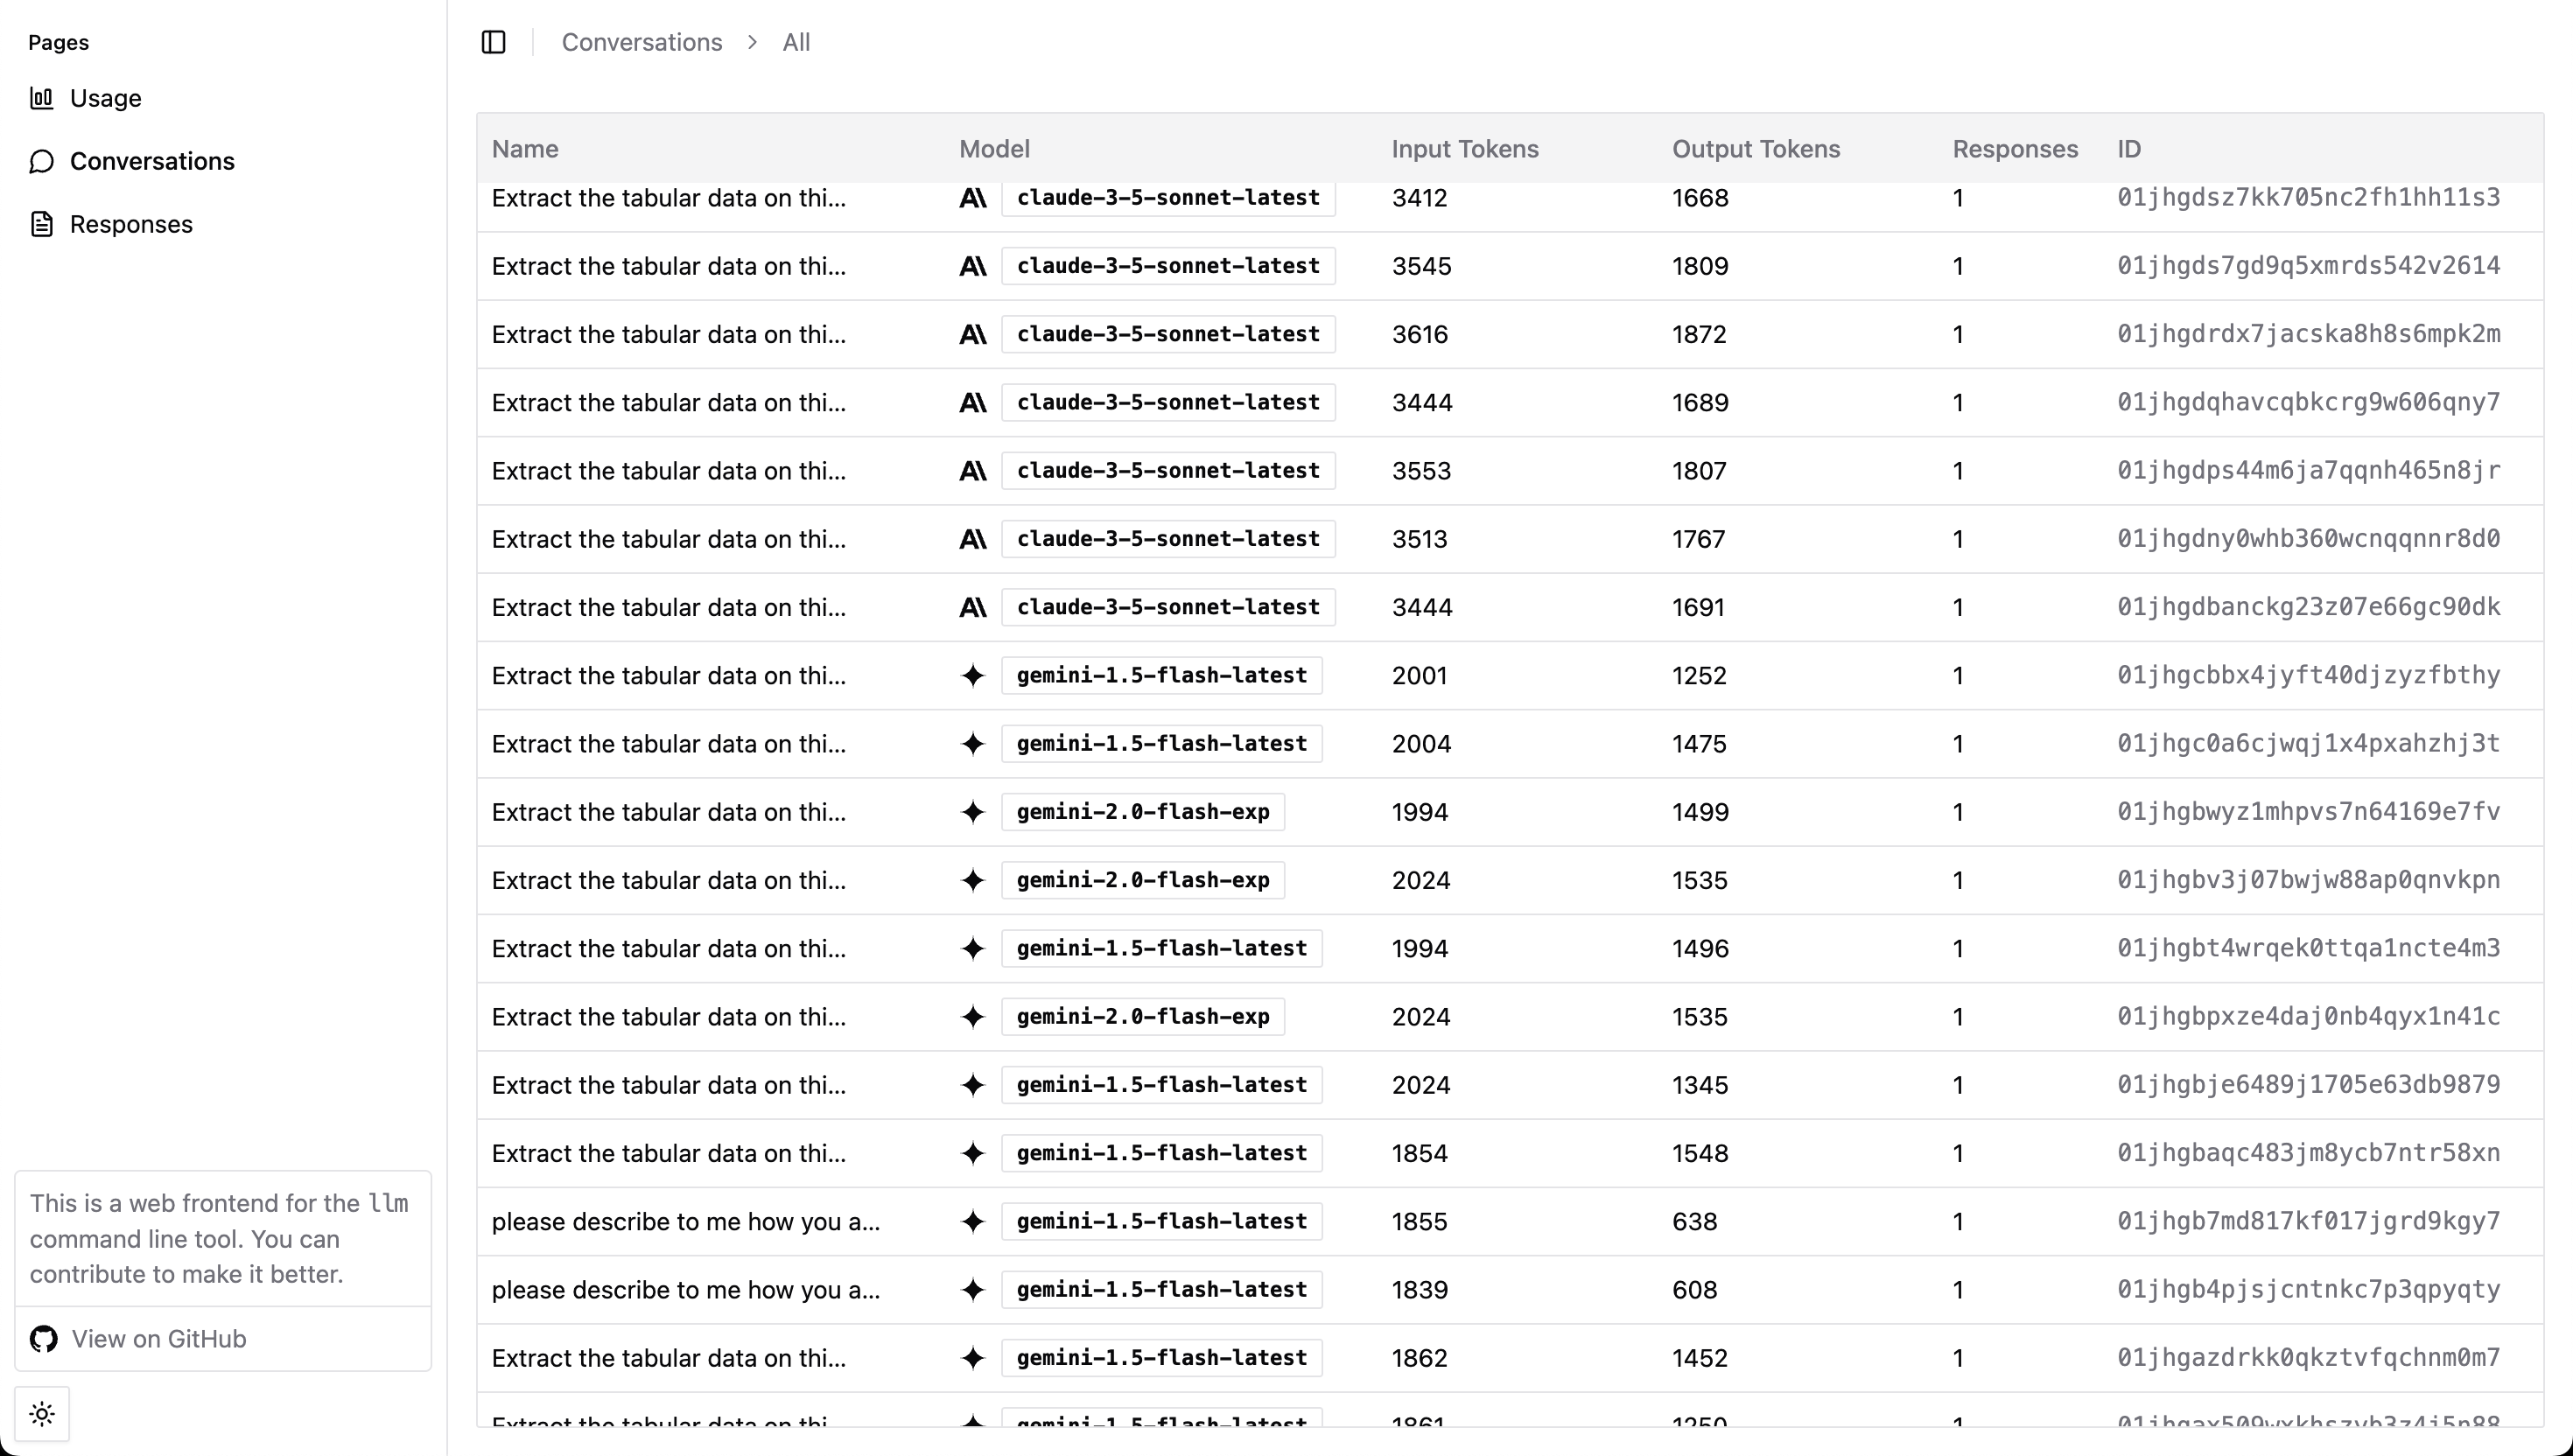 Pages
Usage
Conversations
Responses
This is a web frontend for the llm
command line tool. You can
contribute to make it better.
View on GitHub
Conversations > All
Name Model Input Tokens Output Tokens Responses ID
Extract the tabular data on thi... claude-3-5-sonnet-latest 3412 1668 1 01jhgdsz7kk705nc2fh1hh11s3
Extract the tabular data on thi... claude-3-5-sonnet-latest 3545 1809 1 01jhgds7gd9q5xmrds542v2614
Extract the tabular data on thi... claude-3-5-sonnet-latest 3616 1872 1 01jhgdrdx7jacska8h8s6mpk2m
Extract the tabular data on thi... claude-3-5-sonnet-latest 3444 1689 1 01jhgdqhavcqbkcrg9w606qny7
Extract the tabular data on thi... claude-3-5-sonnet-latest 3553 1807 1 01jhgdps44m6ja7qqnh465n8jr
Extract the tabular data on thi... claude-3-5-sonnet-latest 3513 1767 1 01jhgdny0whb360wcnqqnnr8d0
Extract the tabular data on thi... claude-3-5-sonnet-latest 3444 1691 1 01jhgdbanckg23z07e66gc90dk
Extract the tabular data on thi... gemini-1.5-flash-latest 2001 1252 1 01jhgcbbx4jyft40djzyzfbthy
Extract the tabular data on thi... gemini-1.5-flash-latest 2004 1475 1 01jhgc0a6cjwqj1x4pxahzhj3t
Extract the tabular data on thi... gemini-2.0-flash-exp 1994 1499 1 01jhgbwyz1mhpvs7n64169e7fv
Extract the tabular data on thi... gemini-2.0-flash-exp 2024 1535 1 01jhgbv3j07bwjw88ap0qnvkpn
Extract the tabular data on thi... gemini-1.5-flash-latest 1994 1496 1 01jhgbt4wrqek0ttqa1ncte4m3
Extract the tabular data on thi... gemini-2.0-flash-exp 2024 1535 1 01jhgbpxze4daj0nb4qyx1n41c
Extract the tabular data on thi... gemini-1.5-flash-latest 2024 1345 1 01jhgbje6489j1705e63db9879
Extract the tabular data on thi... gemini-1.5-flash-latest 1854 1548 1 01jhgbaqc483jm8ycb7ntr58xn
please describe to me how you a... gemini-1.5-flash-latest 1855 638 1 01jhgb7md817kf017jgrd9kgy7
please describe to me how you a... gemini-1.5-flash-latest 1839 608 1 01jhgb4pjsjcntnkc7p3qpyqty
Extract the tabular data on thi... gemini-1.5-flash-latest 1862 1452 1 01jhgazdrkk0qkztvfqchnm0m7
Extract the tabular data on thi... gemini-1.5-flash-latest 1861 1250 1